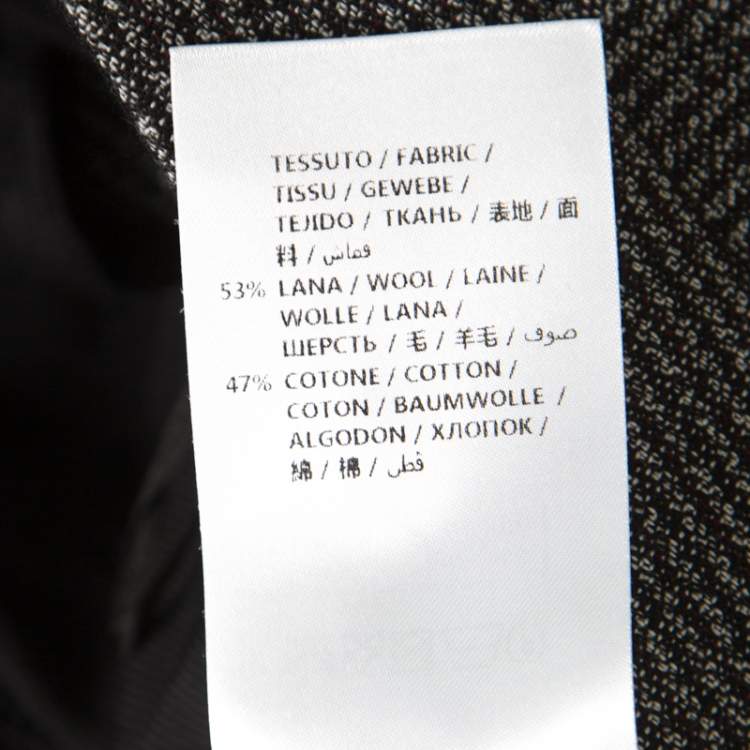 TESSUTO / FABRIC /
TISSU / GEWEBE /
TEJIDO / ТКАНЬ / 表地 / 面
料 / قماش
53% LANA / WOOL / LAINE /
WOLLE / LANA /
ШЕРСТЬ / 毛 / 羊毛 / صوف
47% COTONE / COTTON /
COTON / BAUMWOLLE /
ALGODON / ХЛОПОК /
綿 / 棉 / قطن